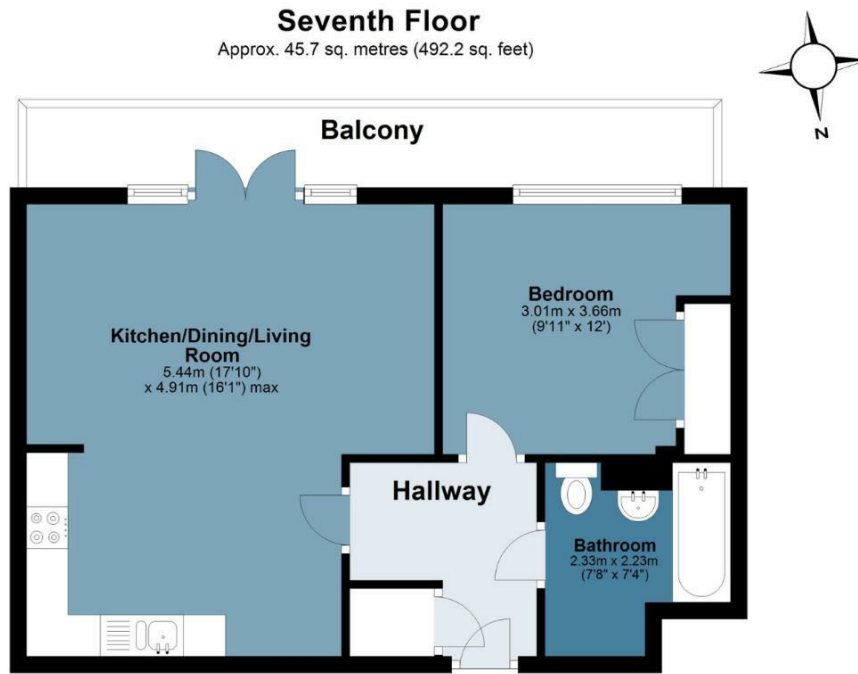 Seventh Floor
Approx. 45.7 sq. metres (492.2 sq. feet)
N
Balcony
Kitchen/Dining/Living
Room
5.44m (17'10")
x 4.91m (16'1") max
Bedroom
3.01m x 3.66m
(9'11" x 12')
Hallway
Bathroom
2.33m x 2.23m
(7'8" x 7'4")